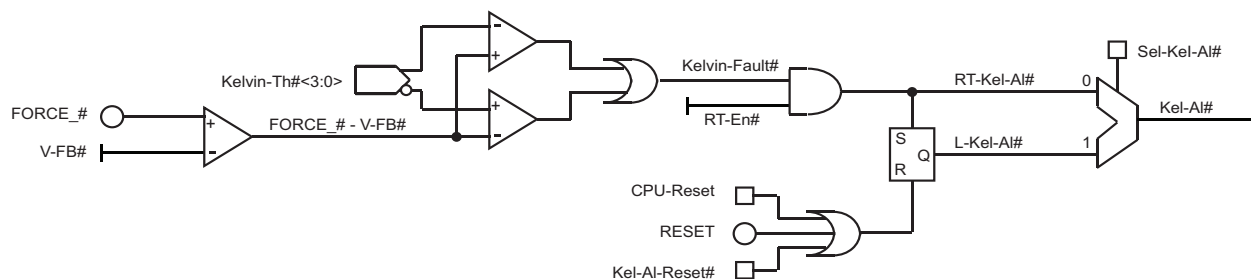 Sel-Kel-Al#
-
+
Kelvin-Th#<3:0>
Kelvin-Fault#
RT-Kel-Al#
0
Kel-Al#
FORCE_#
+
-
V-FB#
FORCE_# - V-FB#
+
-
RT-En#
S
Q
R
L-Kel-Al#
1
CPU-Reset
RESET
Kel-Al-Reset#